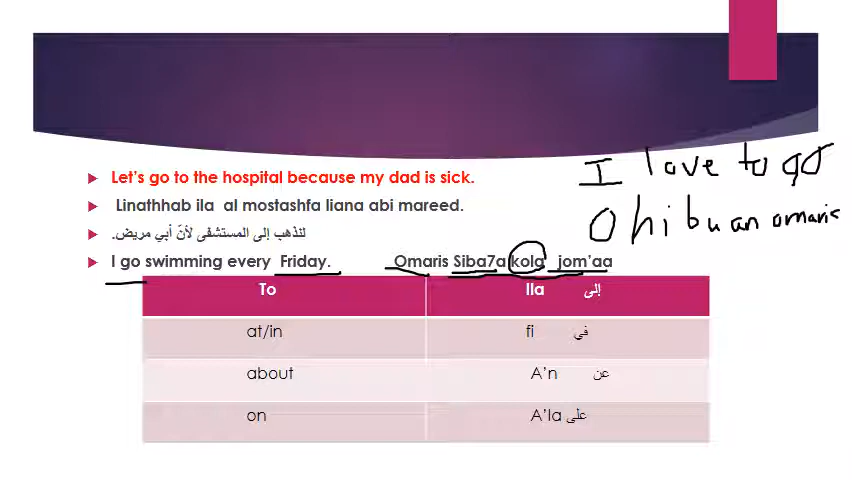 Let's go to the hospital because my dad is sick.
Linathhab ila al mostashfa liana abi mareed.
لنذهب إلى المستشفى لأنّ أبي مريض.
I go swimming every Friday. Omaris Siba7a kola jom'aa
I love to go
Ohibu an omaris
To Ila إلى
at/in fi في
about A'n عن
on A'la على